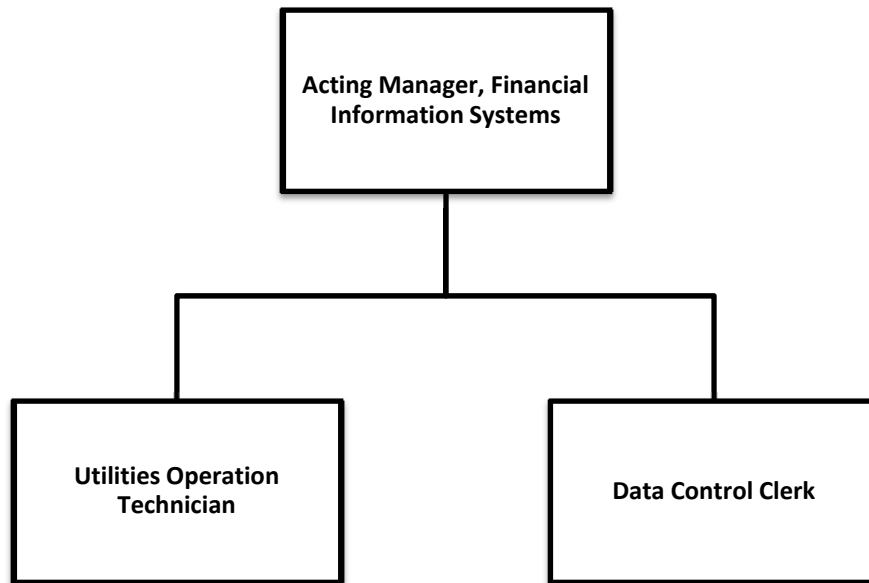 Acting Manager, Financial
Information Systems
Utilities Operation
Technician
Data Control Clerk